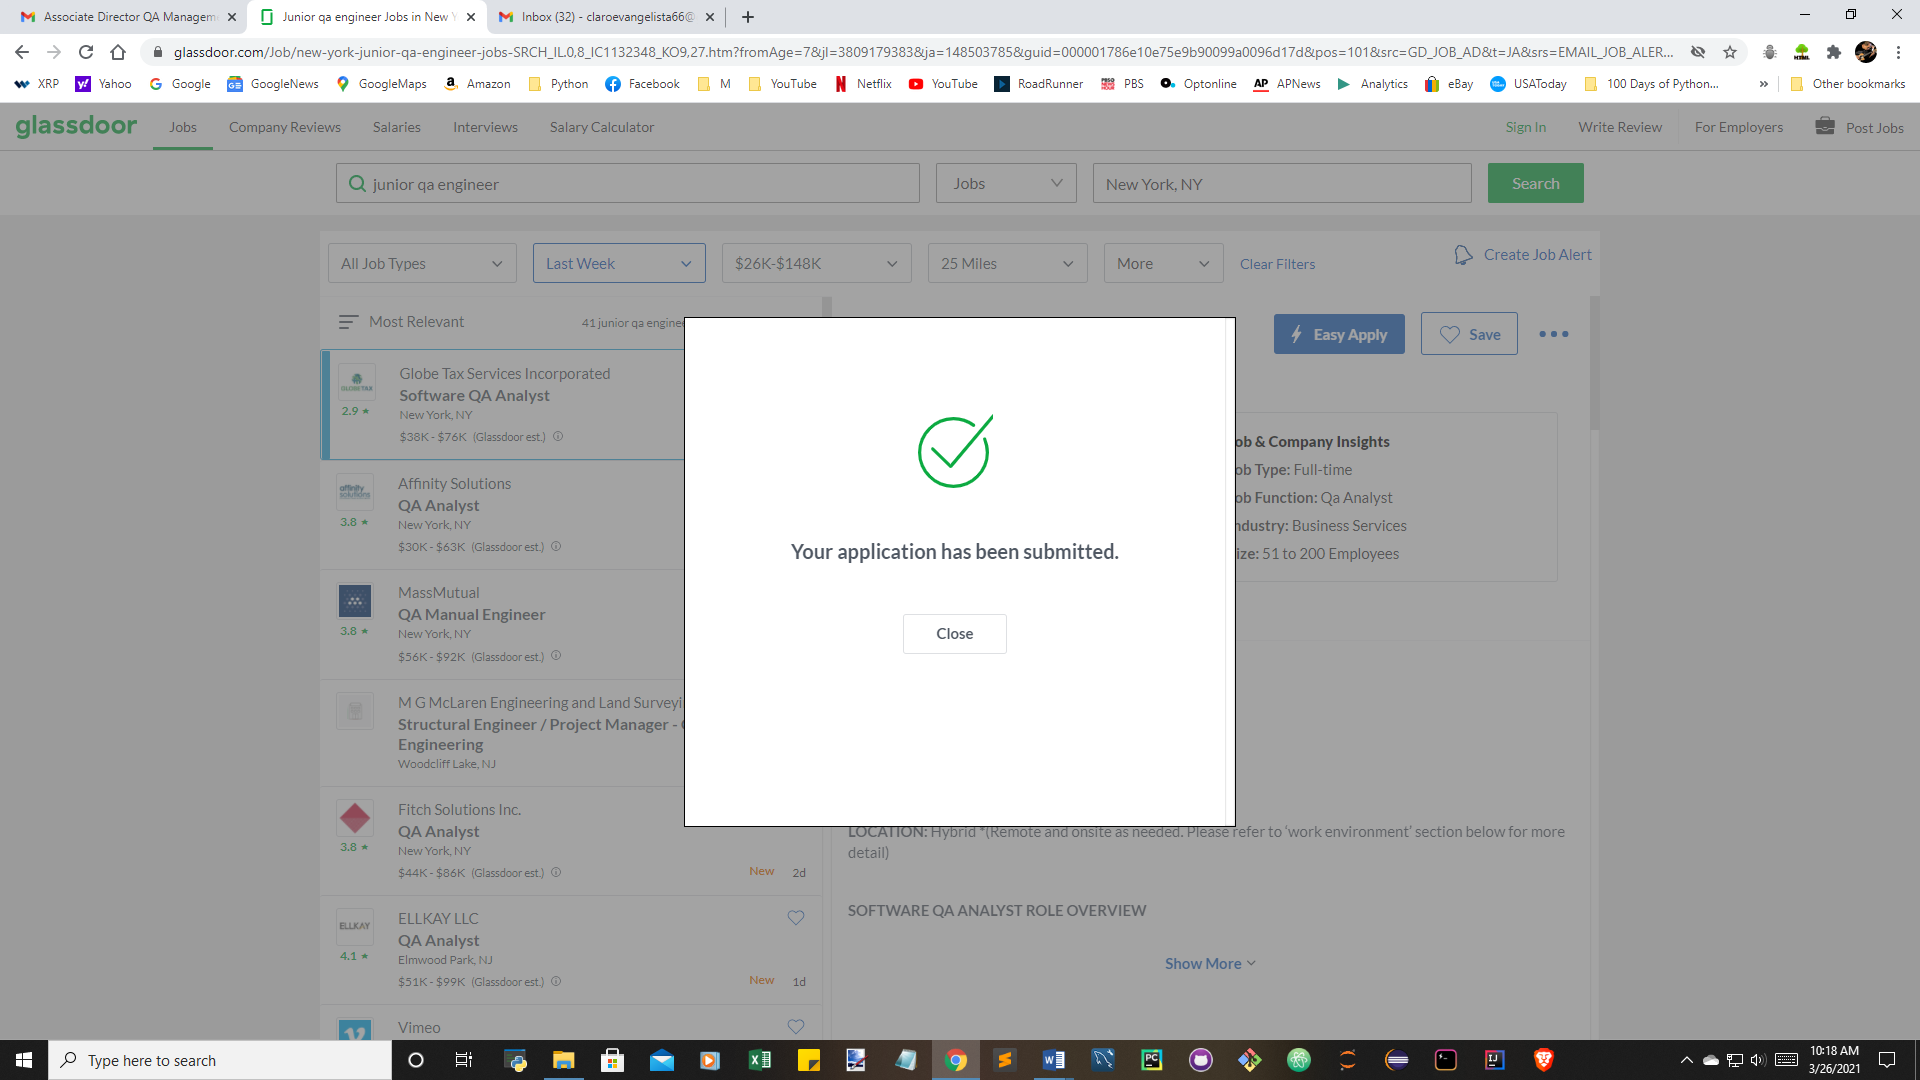 Associate Director QA Managem
Junior qa engineer Jobs in New Y
Inbox (32) - claroevangelista66@
glassdoor.com/Job/new-york-junior-qa-engineer-jobs-SRCH_IL.0,8_IC1132348_KO9,27.htm?fromAge=7&jl=3809179383&ja=148503785&guid=000001786e10e75e9b90099a0096d17d&pos=101&src=GD_JOB_AD&t=JA&srs=EMAIL_JOB_ALER...
XRP Yahoo Google GoogleNews GoogleMaps Amazon Python Facebook M YouTube Netflix YouTube RoadRunner PBS Optonline APNews Analytics eBay USAToday 100 Days of Python... » Other bookmarks
glassdoor Jobs Company Reviews Salaries Interviews Salary Calculator Sign In Write Review For Employers Post Jobs
junior qa engineer Jobs New York, NY Search
All Job Types Last Week $26K-$148K 25 Miles More Clear Filters Create Job Alert
Most Relevant 41 junior qa enginee
Easy Apply Save
GLOBETAX
2.9 ★
Globe Tax Services Incorporated
Software QA Analyst
New York, NY
$38K - $76K (Glassdoor est.)
affinity
solutions
3.8 ★
Affinity Solutions
QA Analyst
New York, NY
$30K - $63K (Glassdoor est.)
3.8 ★
MassMutual
QA Manual Engineer
New York, NY
$56K - $92K (Glassdoor est.)
M G McLaren Engineering and Land Surveyi
Structural Engineer / Project Manager -
Engineering
Woodcliff Lake, NJ
3.8 ★
Fitch Solutions Inc.
QA Analyst
New York, NY
$44K - $86K (Glassdoor est.) New 2d
ELLKAY
4.1 ★
ELLKAY LLC
QA Analyst
Elmwood Park, NJ
$51K - $99K (Glassdoor est.) New 1d
Vimeo
Your application has been submitted.
Close
ob & Company Insights
ob Type: Full-time
ob Function: Qa Analyst
ndustry: Business Services
ize: 51 to 200 Employees
LOCATION: Hybrid *(Remote and onsite as needed. Please refer to ‘work environment’ section below for more
detail)
SOFTWARE QA ANALYST ROLE OVERVIEW
Show More
Type here to search
10:18 AM
3/26/2021